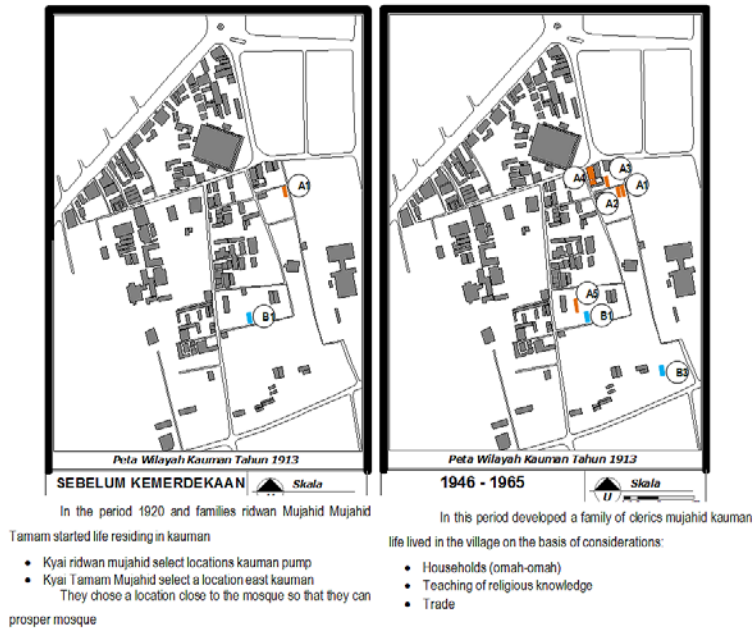 A1
B1
Peta Wilayah Kauman Tahun 1913
SEBELUM KEMERDEKAAN
Skala
In the period 1920 and families ridwan Mujahid Mujahid
Tamam started life residing in kauman
• Kyai ridwan mujahid select locations kauman pump
• Kyai Tamam Mujahid select a location east kauman
They chose a location close to the mosque so that they can
prosper mosque
A4
A3
A1
A2
A5
B1
B3
Peta Wilayah Kauman Tahun 1913
1946 - 1965
U
Skala
In this period developed a family of clerics mujahid kauman
life lived in the village on the basis of considerations:
• Households (omah-omah)
• Teaching of religious knowledge
• Trade